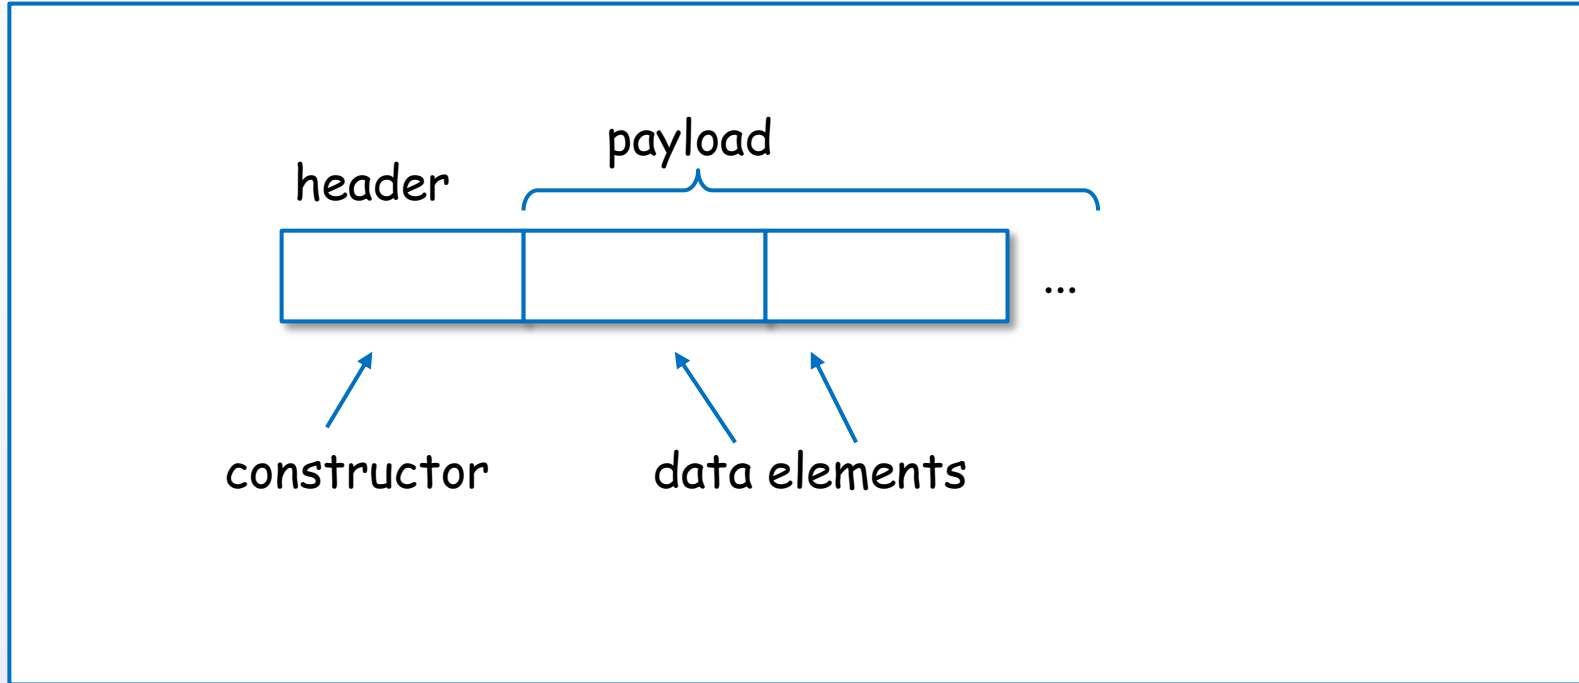 payload
header
...
constructor
data elements